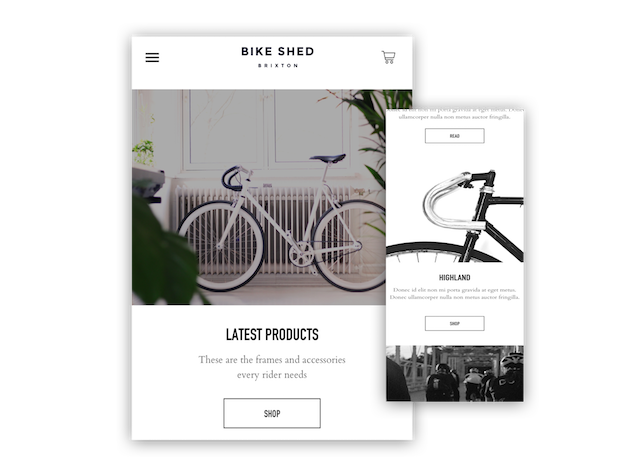 BIKE SHED
BRIXTON
LATEST PRODUCTS
These are the frames and accessories
every rider needs
SHOP
ullamcorper nulla non metus auctor fringilla.
READ
HIGHLAND
Donec id elit non mi porta gravida at eget metus.
Donec ullamcorper nulla non metus auctor fringilla.
SHOP